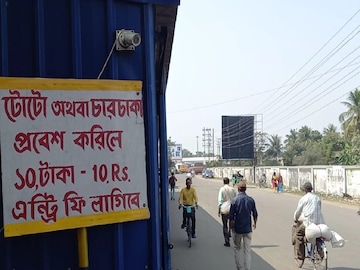 টোটো অথবা চারচাকা
প্রবেশ করিলে
১০,টাকা - 10, Rs.
এন্ট্রি ফি লাগিবে